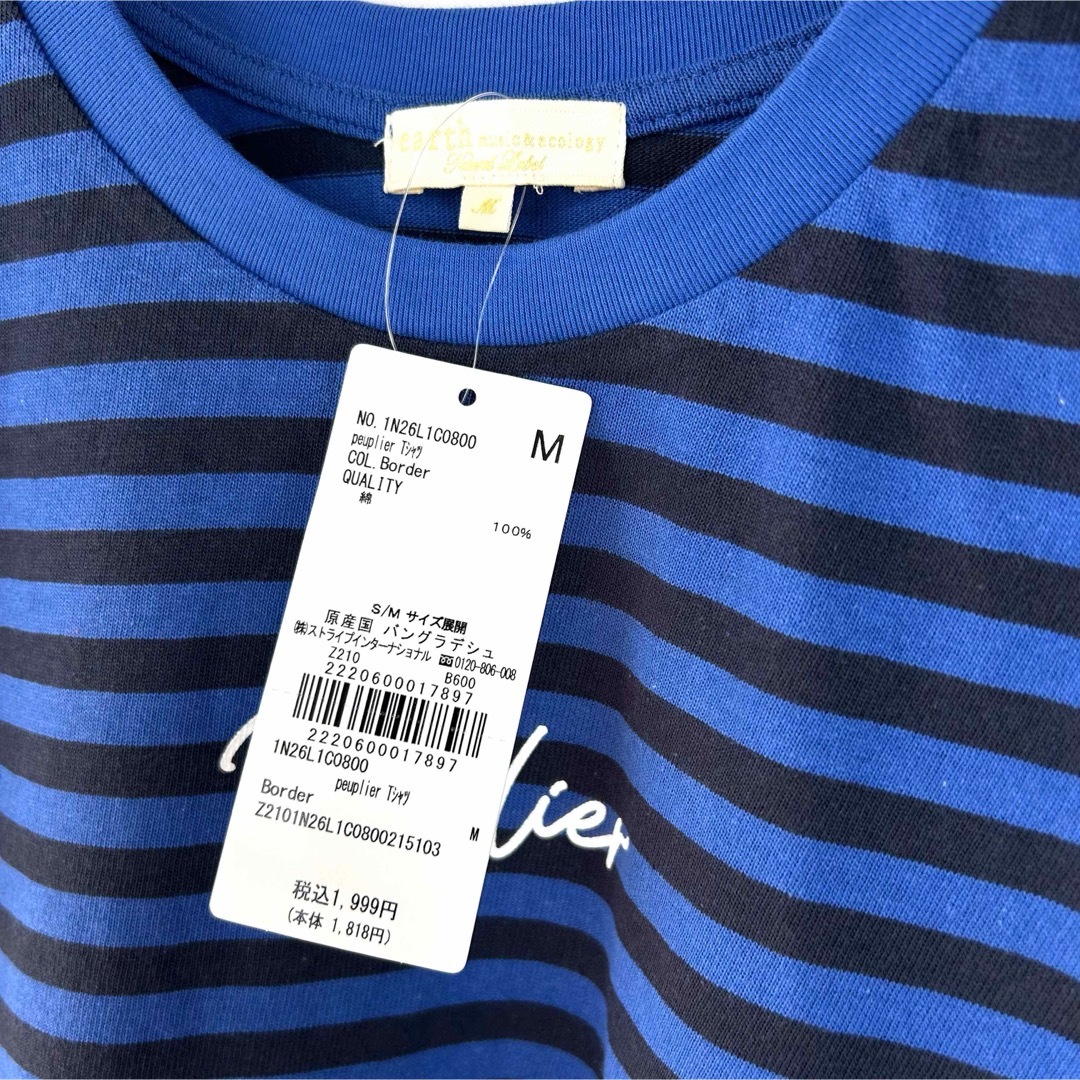 earth music&ecology
Natural Label
M
NO. 1N26L1C0800
M
peuplier Tシャツ
COL. Border
QUALITY
綿
100%
S/M サイズ展開
原産国 バングラデシュ
㈱ストライプインターナショナル ☎0120-806-008
Z210 B600
2220600017897
2220600017897
1N26L1C0800
peuplier Tシャツ
Border M
Z2101N26L1C0800215103
税込1,999円
(本体 1,818円)
lier